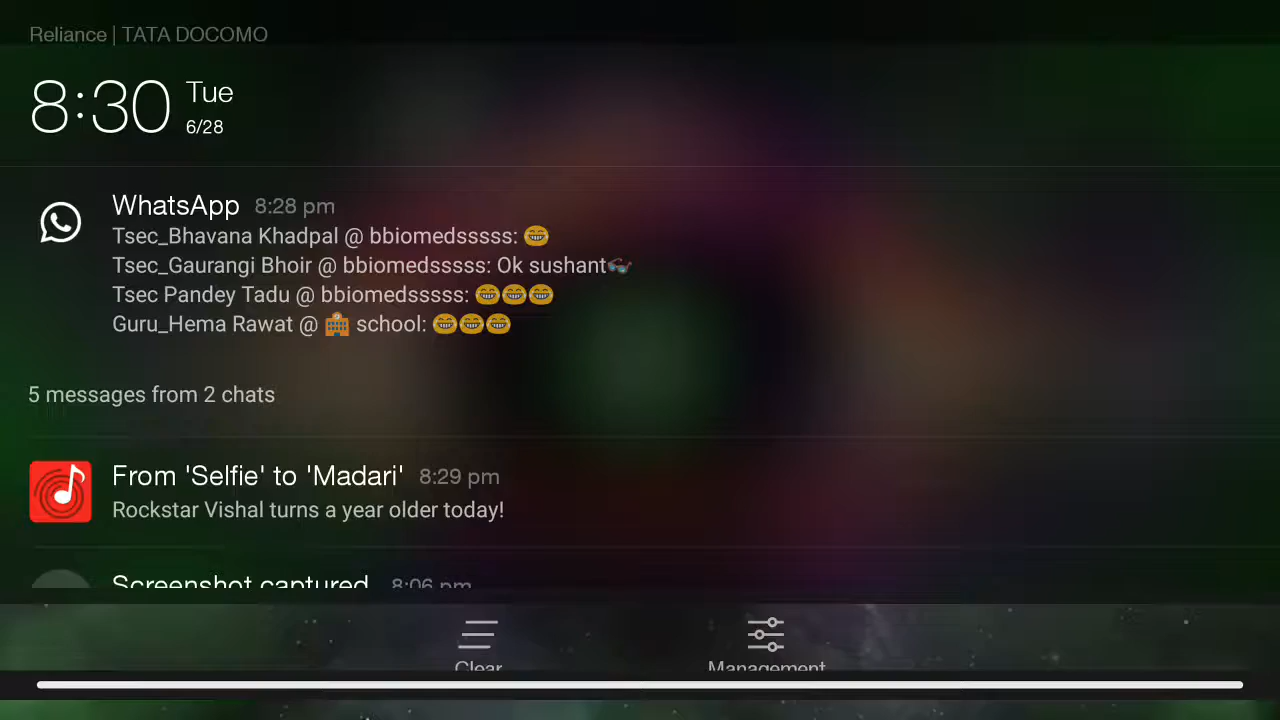 Reliance | TATA DOCOMO
8:30 Tue
6/28
WhatsApp 8:28 pm
Tsec_Bhavana Khadpal @ bbiomedsssss: 😁
Tsec_Gaurangi Bhoir @ bbiomedsssss: Ok sushant👓
Tsec Pandey Tadu @ bbiomedsssss: 😁😁😁
Guru_Hema Rawat @ 🏫 school: 😁😁😁
5 messages from 2 chats
From 'Selfie' to 'Madari' 8:29 pm
Rockstar Vishal turns a year older today!
Screenshot captured 8:06 pm
Clear Management